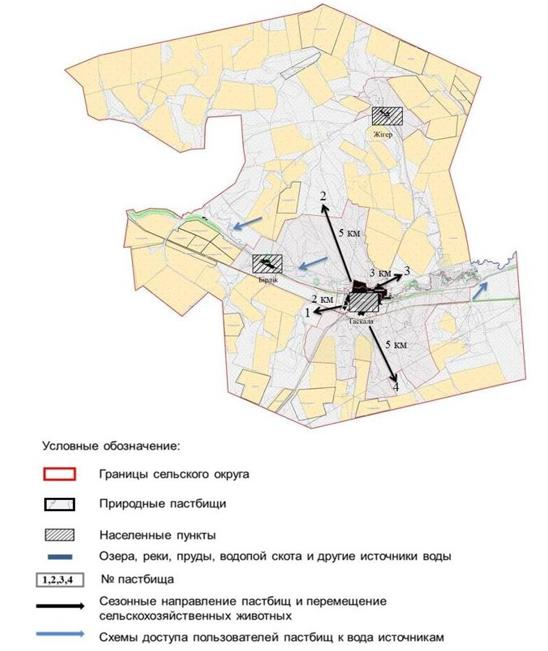 Жігер
2
5 км
3 км
3
Бірлік
2 км
1
Таскала
5 км
4
Условные обозначение:
Границы сельского округа
Природные пастбищи
Населенные пункты
Озера, реки, пруды, водопой скота и другие источники воды
1,2,3,4
№ пастбища
Сезонные направление пастбищ и перемещение
сельскохозяйственных животных
Схемы доступа пользователей пастбищ к вода источникам